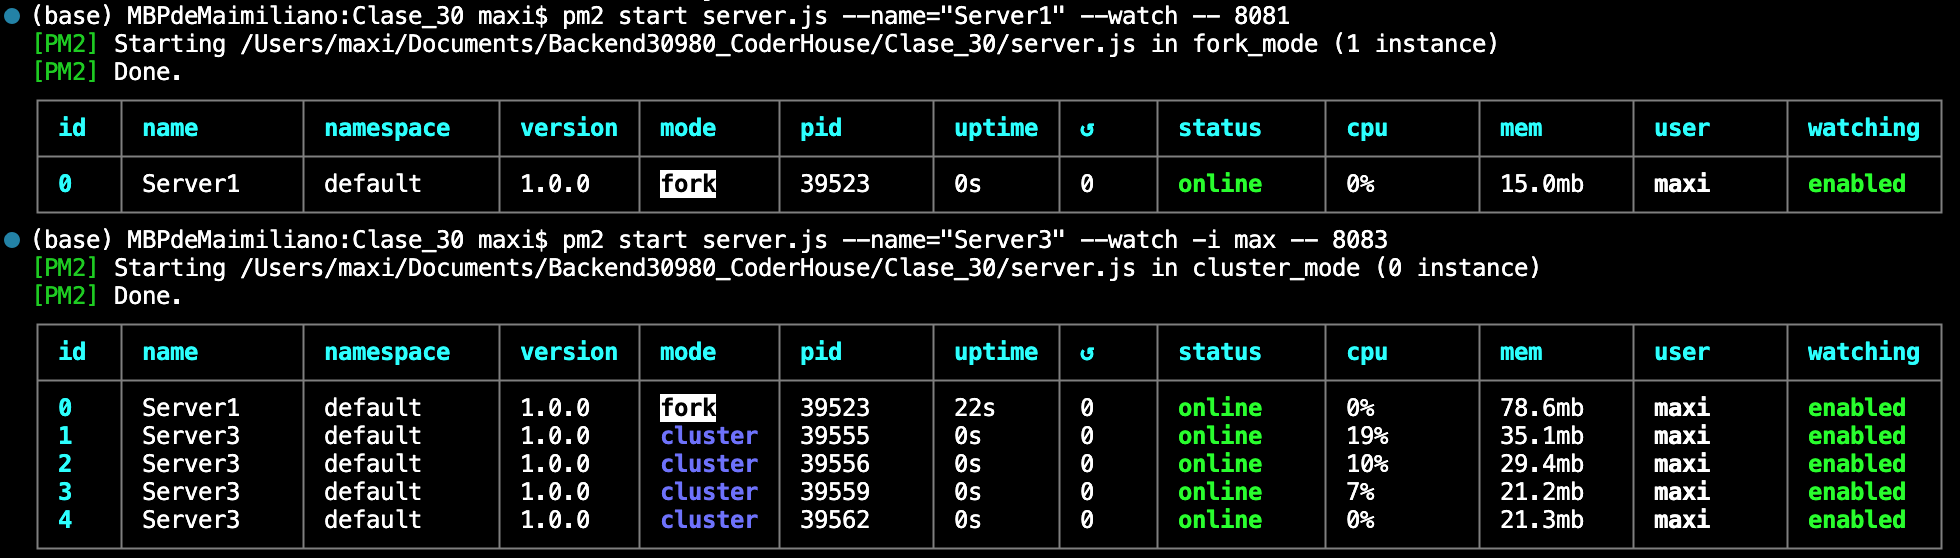 (base) MBPdeMaimiliano:Clase_30 maxi$ pm2 start server.js --name="Server1" --watch -- 8081
[PM2] Starting /Users/maxi/Documents/Backend30980_CoderHouse/Clase_30/server.js in fork_mode (1 instance)
[PM2] Done.
id name namespace version mode pid uptime ↺ status cpu mem user watching
0 Server1 default 1.0.0 fork 39523 0s 0 online 0% 15.0mb maxi enabled
(base) MBPdeMaimiliano:Clase_30 maxi$ pm2 start server.js --name="Server3" --watch -i max -- 8083
[PM2] Starting /Users/maxi/Documents/Backend30980_CoderHouse/Clase_30/server.js in cluster_mode (0 instance)
[PM2] Done.
id name namespace version mode pid uptime ↺ status cpu mem user watching
0 Server1 default 1.0.0 fork 39523 22s 0 online 0% 78.6mb maxi enabled
1 Server3 default 1.0.0 cluster 39555 0s 0 online 19% 35.1mb maxi enabled
2 Server3 default 1.0.0 cluster 39556 0s 0 online 10% 29.4mb maxi enabled
3 Server3 default 1.0.0 cluster 39559 0s 0 online 7% 21.2mb maxi enabled
4 Server3 default 1.0.0 cluster 39562 0s 0 online 0% 21.3mb maxi enabled